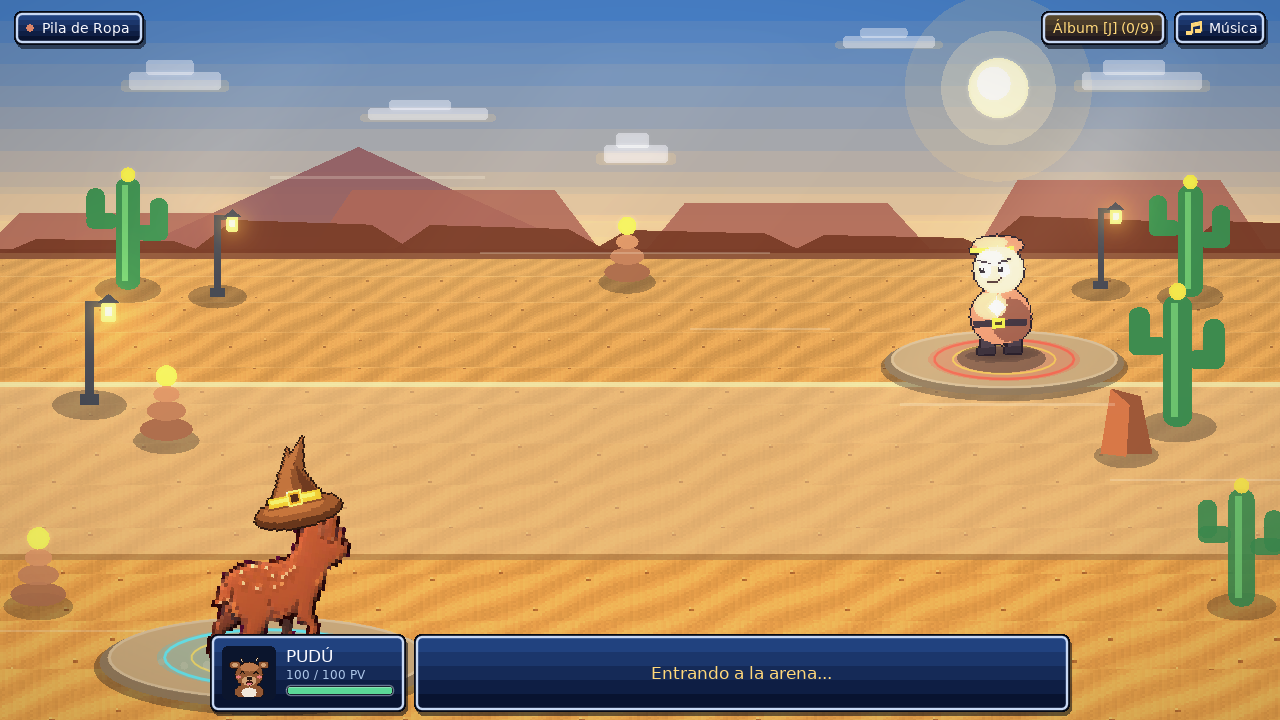 Pila de Ropa
Álbum [J] (0/9)
Música
PUDÚ
100 / 100 PV
Entrando a la arena...